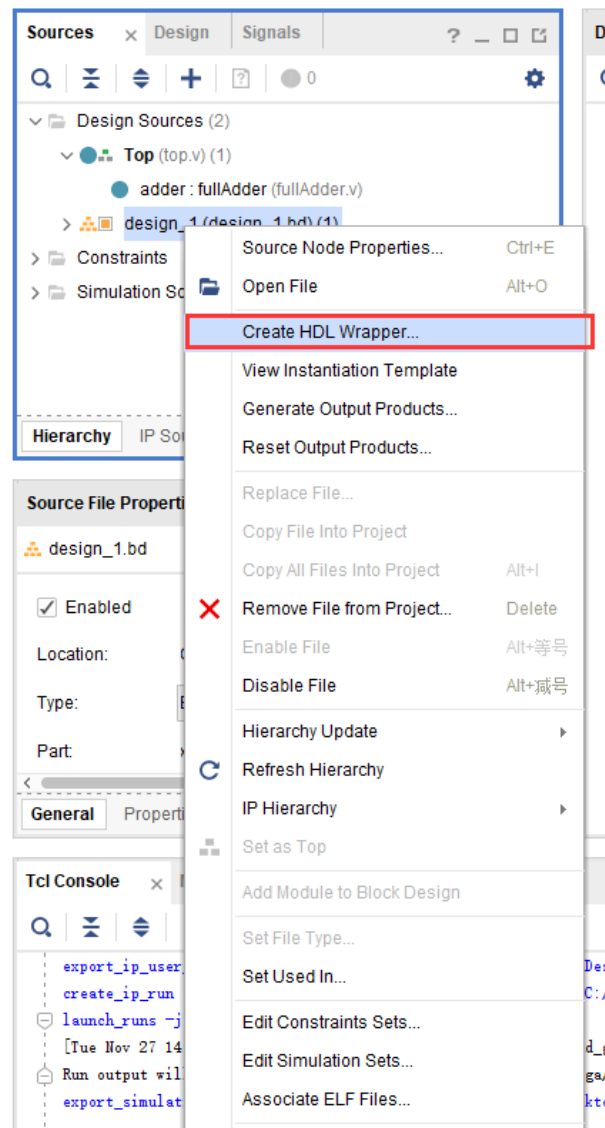 Sources × Design Signals ?
0
Design Sources (2)
Top (top.v) (1)
adder : fullAdder (fullAdder.v)
design_1 (design_1.bd) (1)
Constraints
Simulation
Hierarchy IP
Source File
design_1.bd
Enabled
Location:
Type:
Part:
General
Tcl Console ×
export_ip_user
create_ip_run
launch_runs -j
[Tue Nov 27 14
Run output
Source Node Properties... Ctrl+E
Open File Alt+O
Create HDL Wrapper...
View Instantiation Template
Generate Output Products...
Reset Output Products...
Replace File...
Copy File Into Project
Copy All Files Into Project Alt+I
Remove File from Project... Delete
Enable File Alt+等号
Disable File Alt+减号
Hierarchy Update
Refresh Hierarchy
IP Hierarchy
Set as Top
Add Module to Block Design
Set File Type...
Set Used In...
Edit Constraints Sets...
Edit Simulation Sets...
Associate ELF Files...